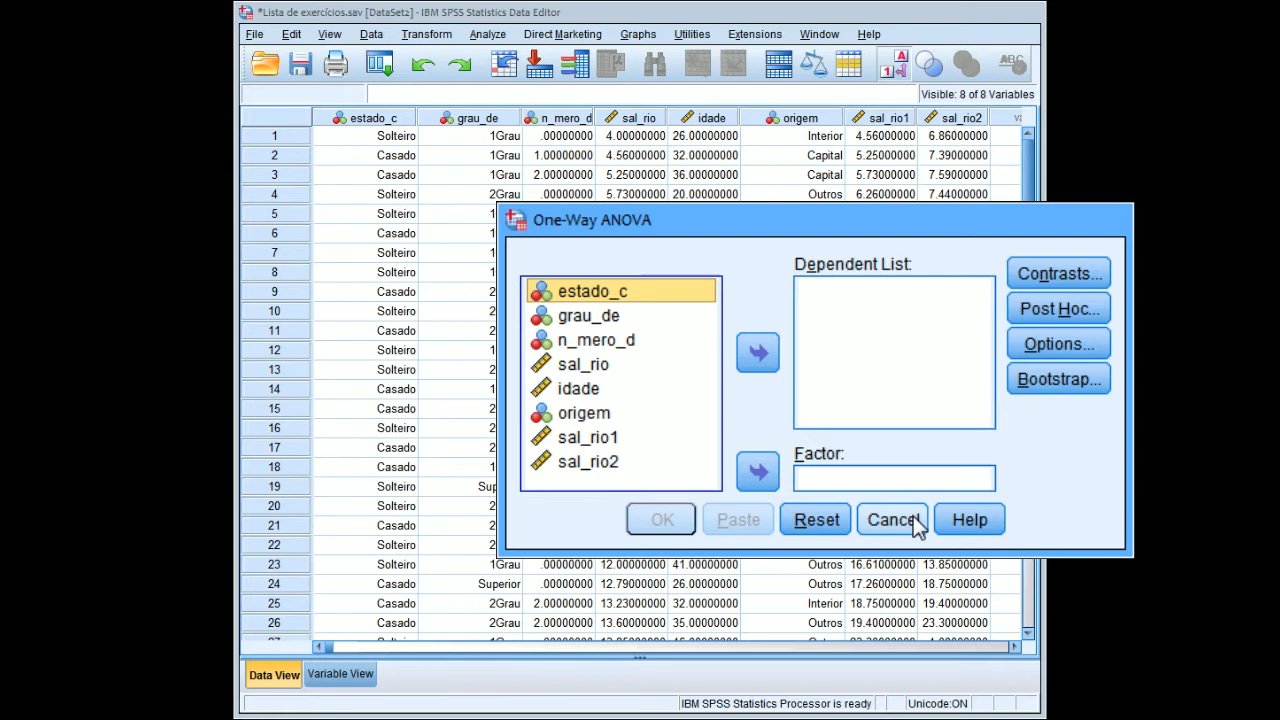 *Lista de exercícios.sav [DataSet2] - IBM SPSS Statistics Data Editor
File Edit View Data Transform Analyze Direct Marketing Graphs Utilities Extensions Window Help
Visible: 8 of 8 Variables
estado_c grau_de n_mero_d sal_rio idade origem sal_rio1 sal_rio2
1 Solteiro 1Grau .00000000 4.00000000 26.00000000 Interior 4.56000000 6.86000000
2 Casado 1Grau 1.00000000 4.56000000 32.00000000 Capital 5.25000000 7.39000000
3 Casado 1Grau 2.00000000 5.25000000 36.00000000 Capital 5.73000000 7.59000000
4 Solteiro 2Grau .00000000 5.73000000 20.00000000 Outros 6.26000000 7.44000000
5 Solteiro
6 Casado
7 Solteiro
8 Solteiro
9 Casado
10 Solteiro
11 Casado
12 Solteiro
13 Solteiro
14 Casado
15 Casado
16 Solteiro
17 Casado
18 Casado
19 Solteiro
20 Solteiro
21 Casado
22 Solteiro
23 Solteiro 1Grau .00000000 12.00000000 41.00000000 Outros 16.61000000 13.85000000
24 Casado Superior .00000000 12.79000000 26.00000000 Outros 17.26000000 18.75000000
25 Casado 2Grau 2.00000000 13.23000000 32.00000000 Interior 18.75000000 19.40000000
26 Casado 2Grau 2.00000000 13.60000000 35.00000000 Outros 19.40000000 23.30000000
One-Way ANOVA
estado_c
grau_de
n_mero_d
sal_rio
idade
origem
sal_rio1
sal_rio2
Dependent List:
Factor:
Contrasts...
Post Hoc...
Options...
Bootstrap...
OK Paste Reset Cancel Help
Data View Variable View
IBM SPSS Statistics Processor is ready Unicode:ON